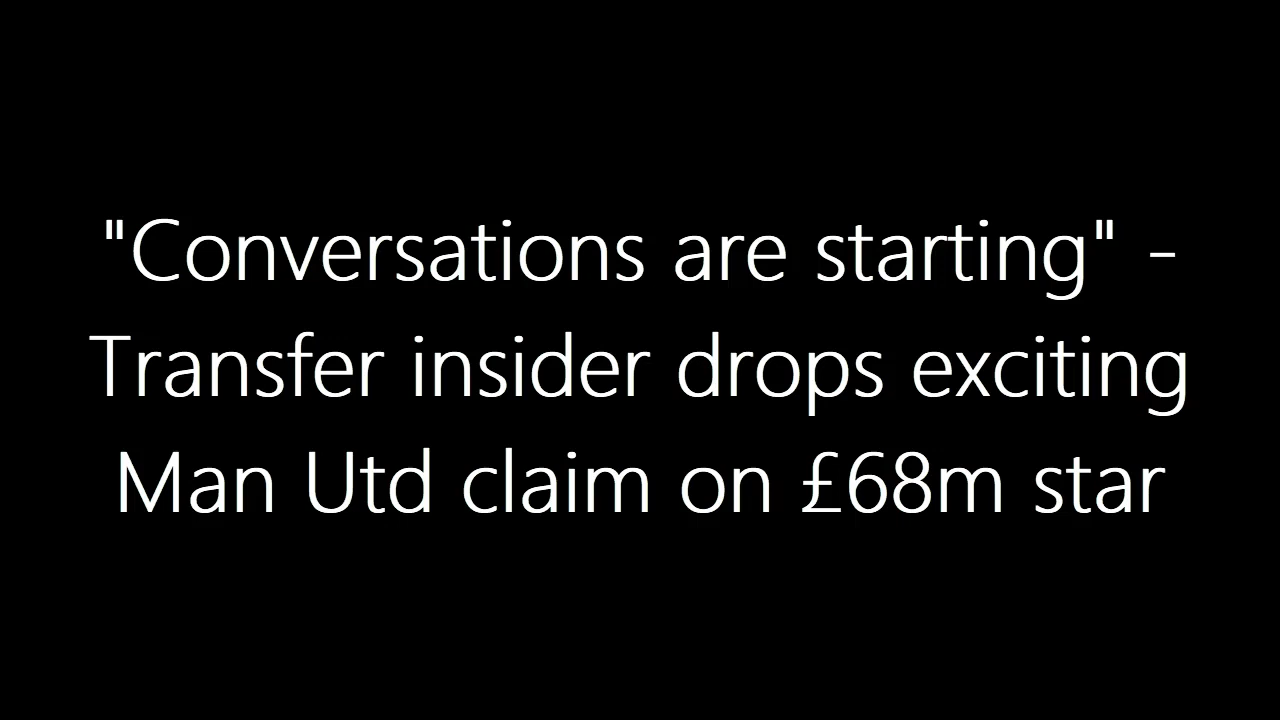 "Conversations are starting" -
Transfer insider drops exciting
Man Utd claim on £68m star